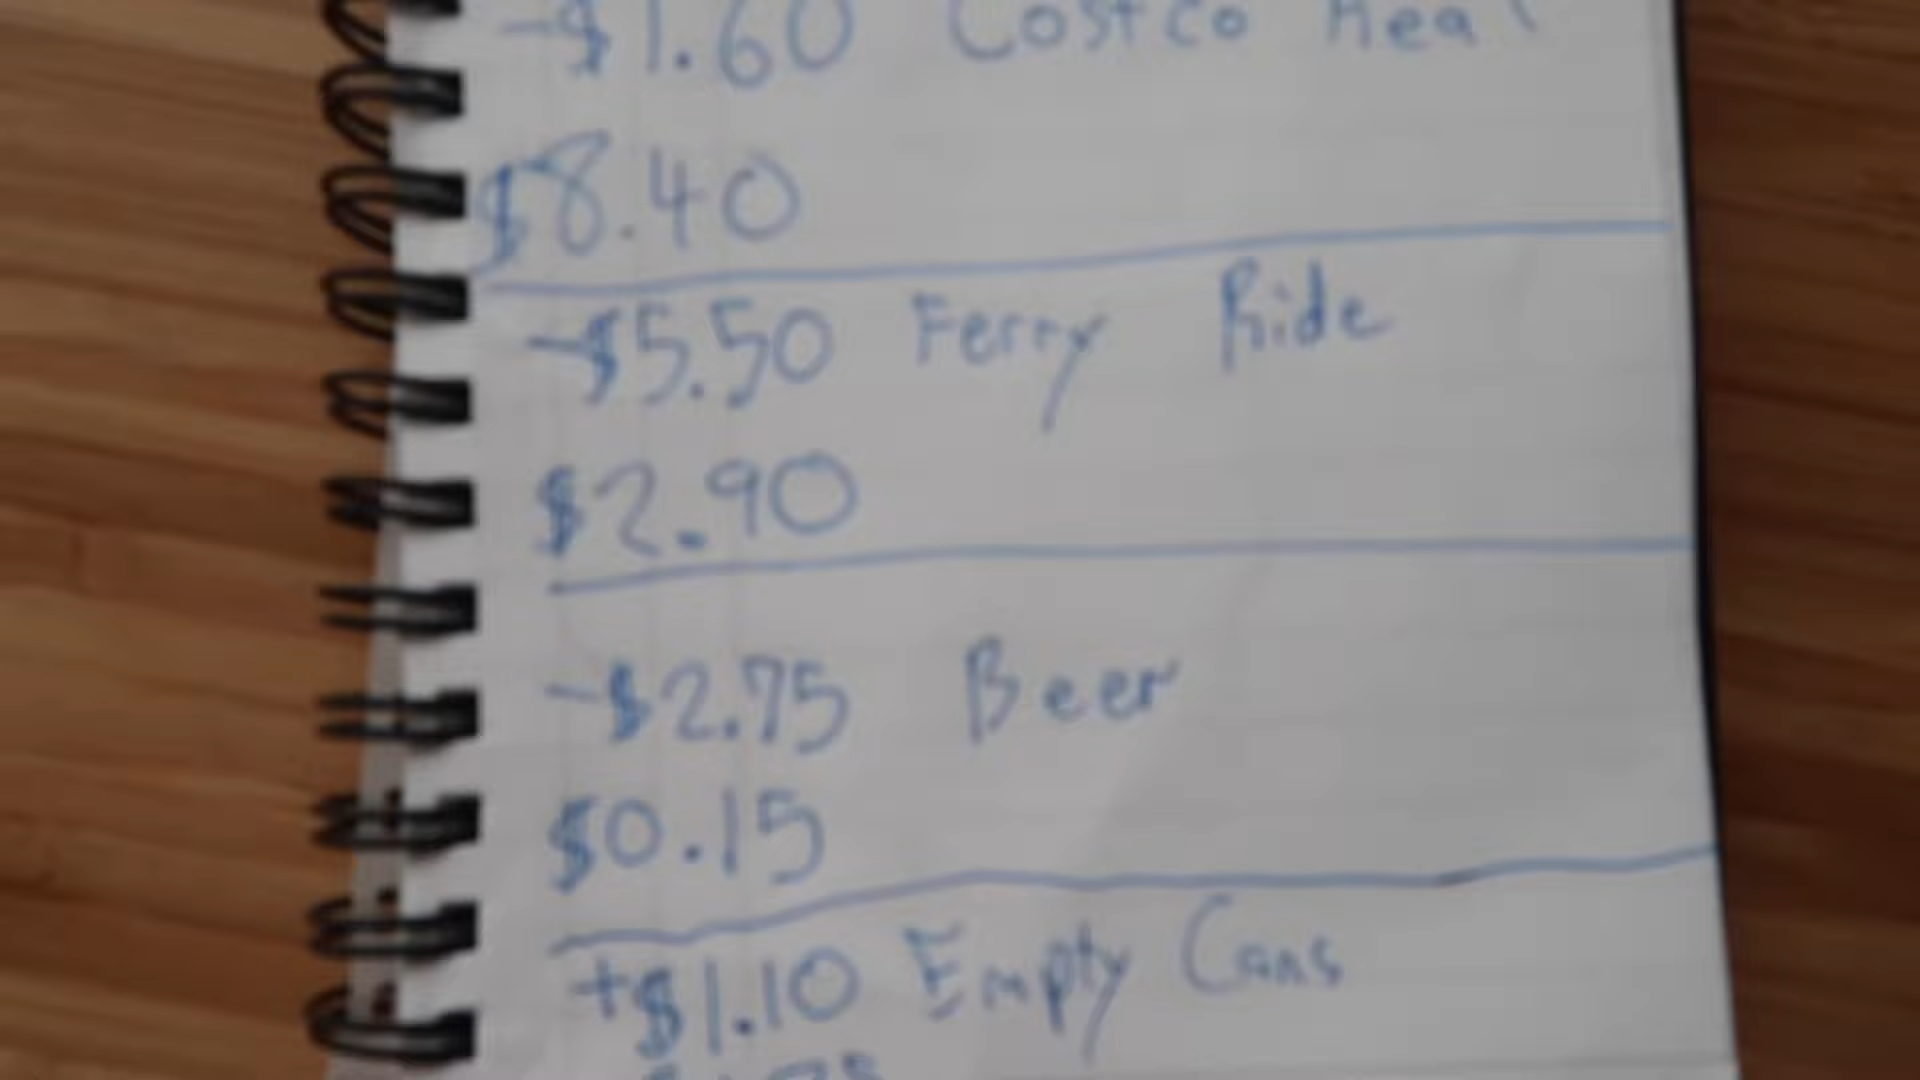 -$1.60 Costco Meal
$8.40
-$5.50 Ferry Ride
$2.90
-$2.75 Beer
$0.15
+$1.10 Empty Cans